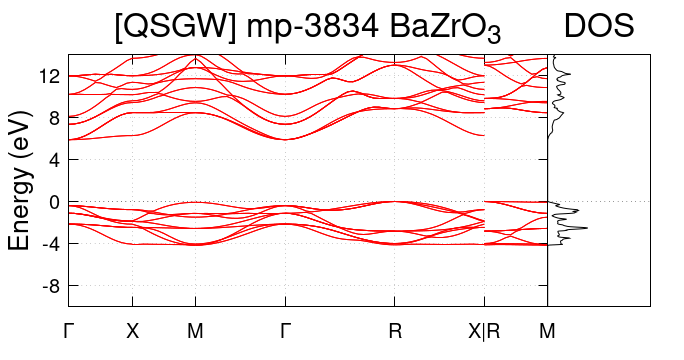 [QSGW] mp-3834 BaZrO3 DOS
Energy (eV)
12
8
4
0
-4
-8
Γ X M Γ R X|R M